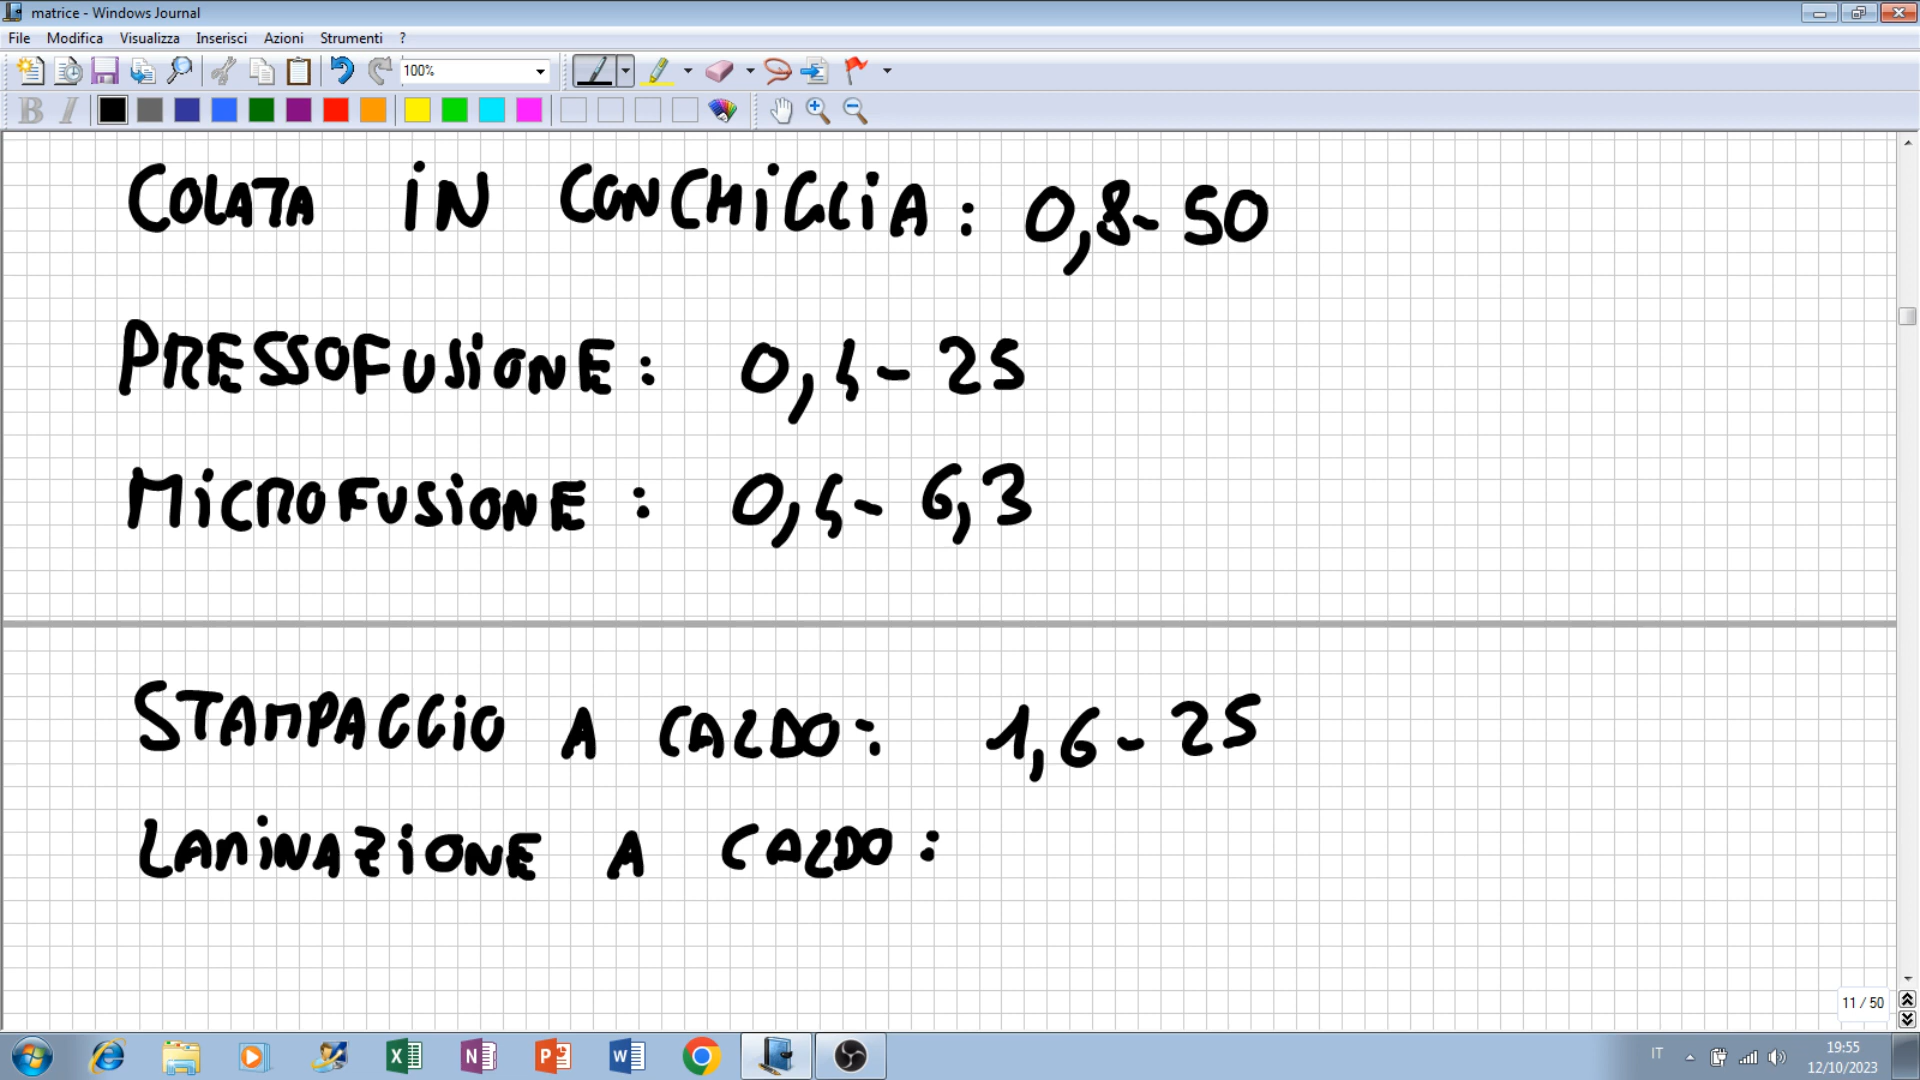 matrice - Windows Journal
File Modifica Visualizza Inserisci Azioni Strumenti ?
100%
B I
COLATA iN CONCHiGLiA: 0,8-50
PRESSOFUSiONE: 0,4-25
MiCROFUSiONE: 0,4-6,3
STAMPAGGiO A CALDO: 1,6-25
LAMiNAZiONE A CALDO:
11 / 50
IT
19:55
12/10/2023